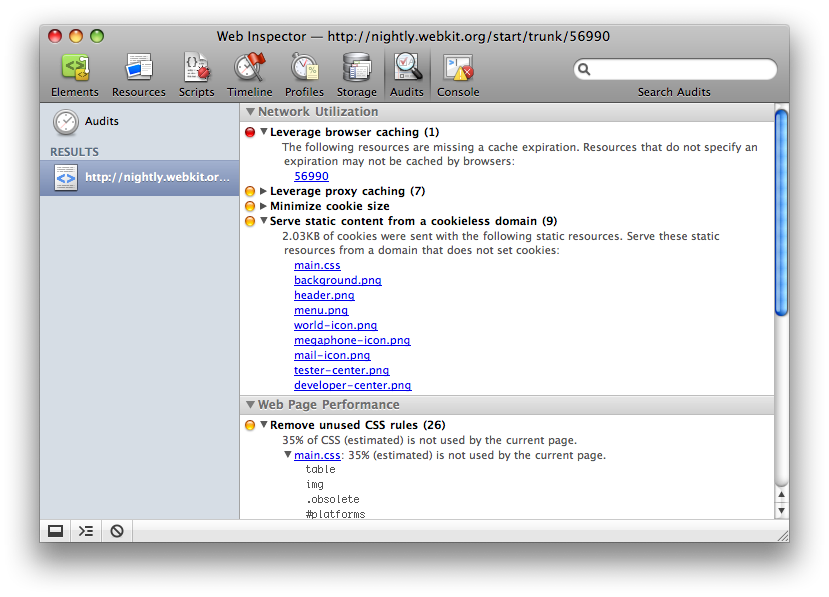 Web Inspector — http://nightly.webkit.org/start/trunk/56990
Elements Resources Scripts Timeline Profiles Storage Audits Console Search Audits
Audits
RESULTS
http://nightly.webkit.or...
Network Utilization
Leverage browser caching (1)
The following resources are missing a cache expiration. Resources that do not specify an
expiration may not be cached by browsers:
56990
Leverage proxy caching (7)
Minimize cookie size
Serve static content from a cookieless domain (9)
2.03KB of cookies were sent with the following static resources. Serve these static
resources from a domain that does not set cookies:
main.css
background.png
header.png
menu.png
world-icon.png
megaphone-icon.png
mail-icon.png
tester-center.png
developer-center.png
Web Page Performance
Remove unused CSS rules (26)
35% of CSS (estimated) is not used by the current page.
main.css: 35% (estimated) is not used by the current page.
table
img
.obsolete
#platforms